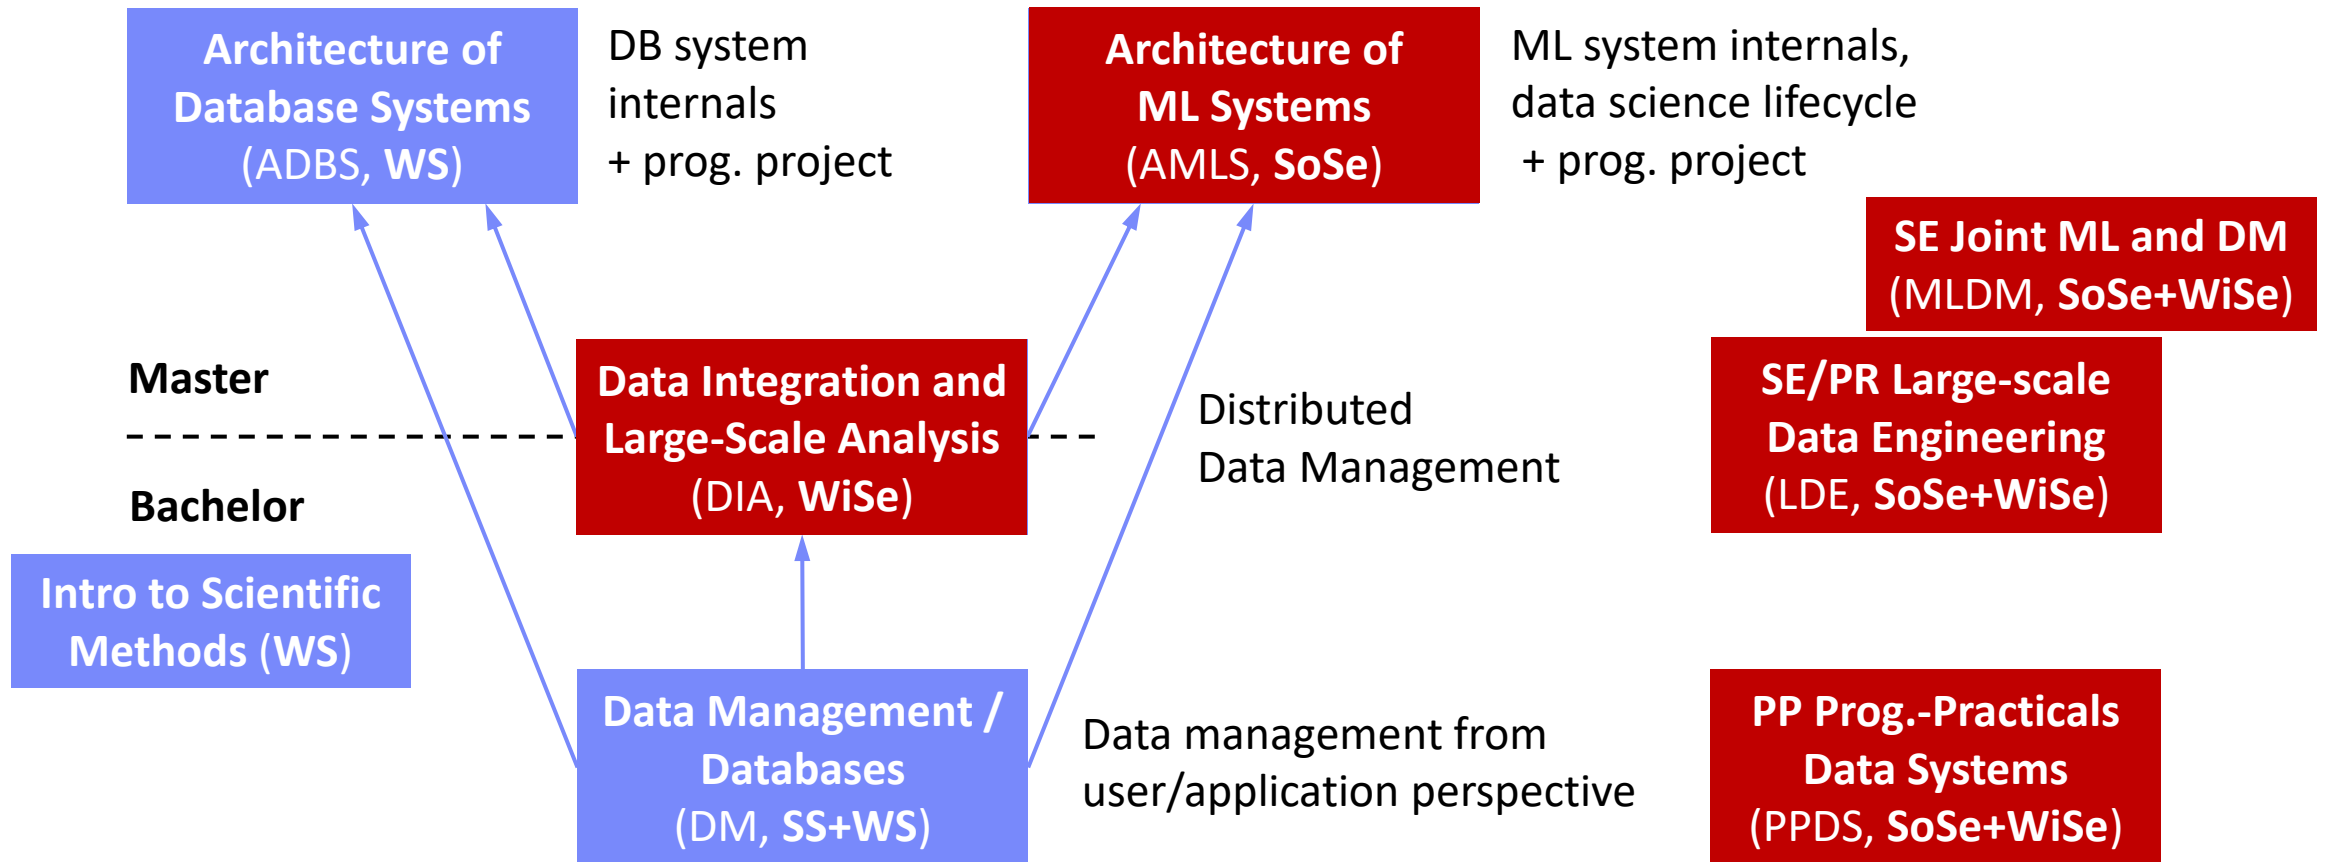 Architecture of
Database Systems
(ADBS, WS)
DB system
internals
+ prog. project
Architecture of
ML Systems
(AMLS, SoSe)
ML system internals,
data science lifecycle
+ prog. project
SE Joint ML and DM
(MLDM, SoSe+WiSe)
Master
Bachelor
Data Integration and
Large-Scale Analysis
(DIA, WiSe)
Distributed
Data Management
SE/PR Large-scale
Data Engineering
(LDE, SoSe+WiSe)
Intro to Scientific
Methods (WS)
Data Management /
Databases
(DM, SS+WS)
Data management from
user/application perspective
PP Prog.-Practicals
Data Systems
(PPDS, SoSe+WiSe)